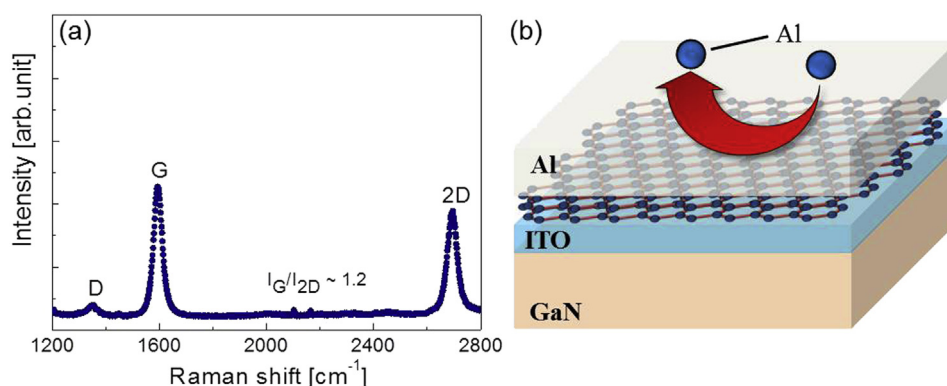 (a)
Intensity [arb.unit]
G
2D
D
I_G/I_2D ~ 1.2
1200 1600 2000 2400 2800
Raman shift [cm⁻¹]
(b)
Al
Al
ITO
GaN